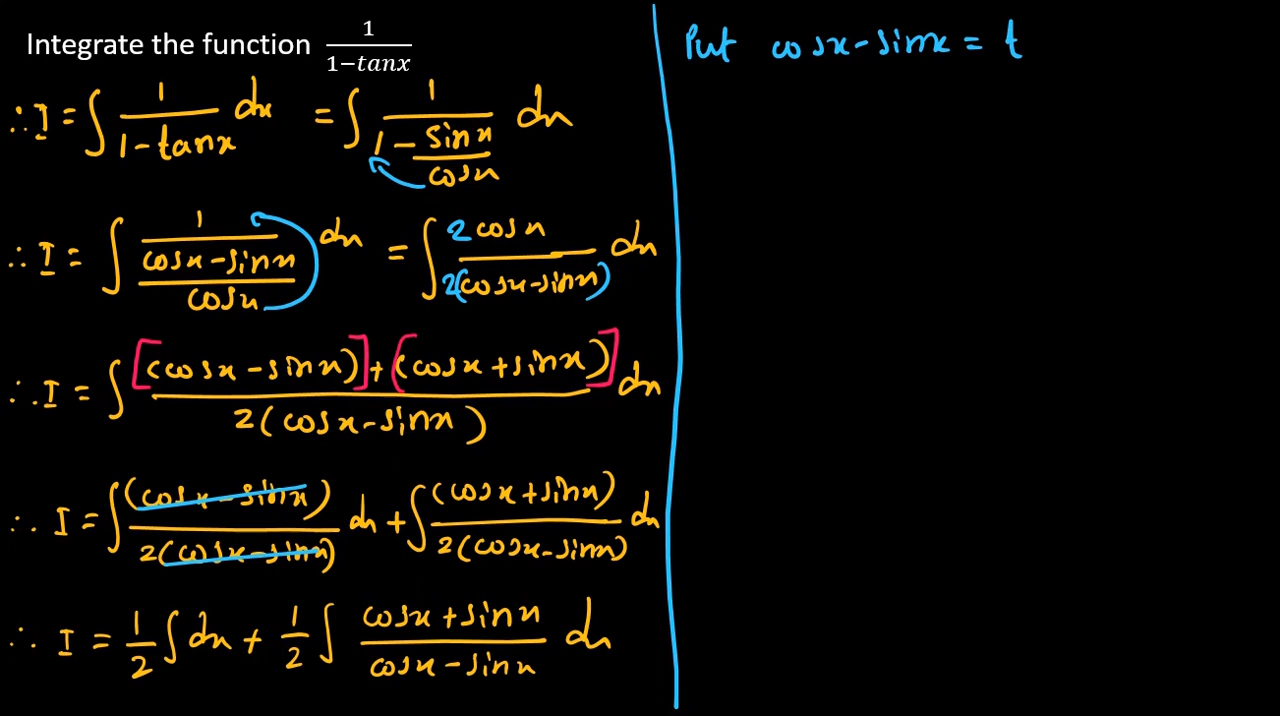 Integrate the function 1/(1−tanx)
∴ I = ∫ 1/(1 − tanx) dx = ∫ 1/(1 − sinx/cosx) dx
∴ I = ∫ 1/((cosx − sinx)/cosx) dx = ∫ 2cosx/(2(cosx − sinx)) dx
∴ I = ∫ ([(cosx − sinx)] + [(cosx + sinx)])/(2(cosx − sinx)) dx
∴ I = ∫ (cosx − sinx)/(2(cosx − sinx)) dx + ∫ (cosx + sinx)/(2(cosx − sinx)) dx
∴ I = 1/2 ∫ dx + 1/2 ∫ (cosx + sinx)/(cosx − sinx) dx
Put cosx − sinx = t